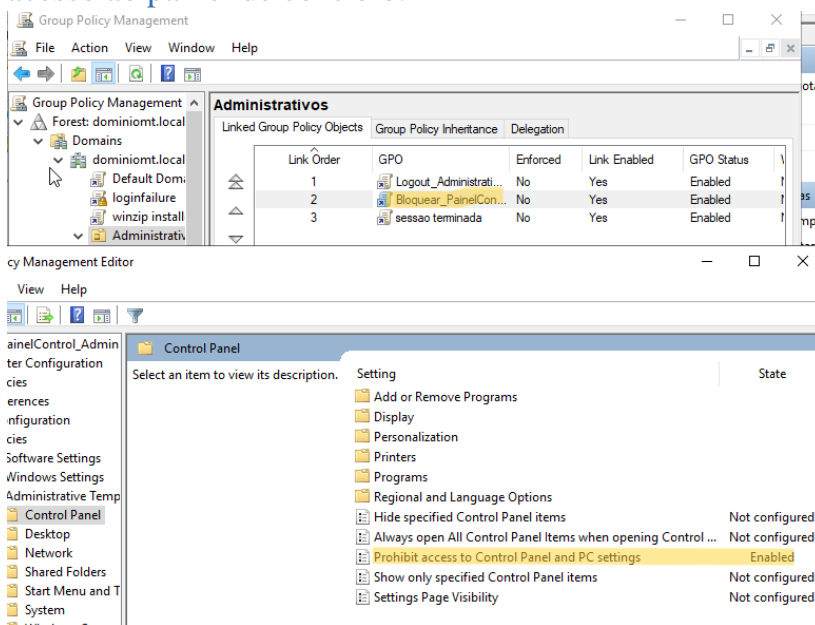 Group Policy Management
File Action View Window Help
Group Policy Management
Forest: dominiomt.local
Domains
dominiomt.local
Default Doma
loginfailure
winzip install
Administrativ
Administrativos
Linked Group Policy Objects Group Policy Inheritance Delegation
Link Order GPO Enforced Link Enabled GPO Status
1 Logout_Administrati... No Yes Enabled
2 Bloquear_PainelCon... No Yes Enabled
3 sessao terminada No Yes Enabled
cy Management Editor
View Help
ainelControl_Admin
ter Configuration
cies
erences
nfiguration
cies
Software Settings
Windows Settings
Administrative Temp
Control Panel
Desktop
Network
Shared Folders
Start Menu and T
System
Control Panel
Select an item to view its description.
Setting State
Add or Remove Programs
Display
Personalization
Printers
Programs
Regional and Language Options
Hide specified Control Panel items Not configured
Always open All Control Panel Items when opening Control ... Not configured
Prohibit access to Control Panel and PC settings Enabled
Show only specified Control Panel items Not configured
Settings Page Visibility Not configured